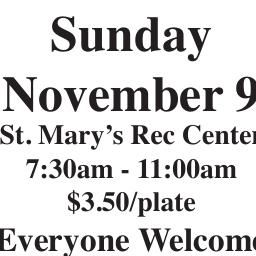 Sunday
November 9
St. Mary's Rec Center
7:30am - 11:00am
$3.50/plate
Everyone Welcome